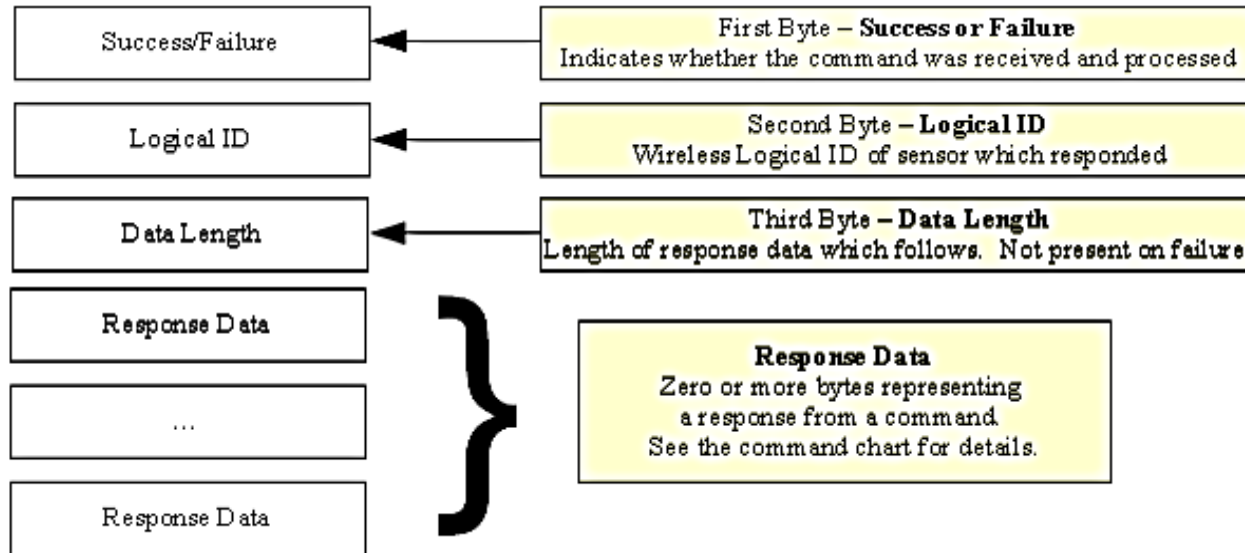 Success/Failure
First Byte – Success or Failure
Indicates whether the command was received and processed
Logical ID
Second Byte – Logical ID
Wireless Logical ID of sensor which responded
Data Length
Third Byte – Data Length
Length of response data which follows. Not present on failure
Response Data
...
Response Data
Response Data
Zero or more bytes representing
a response from a command.
See the command chart for details.